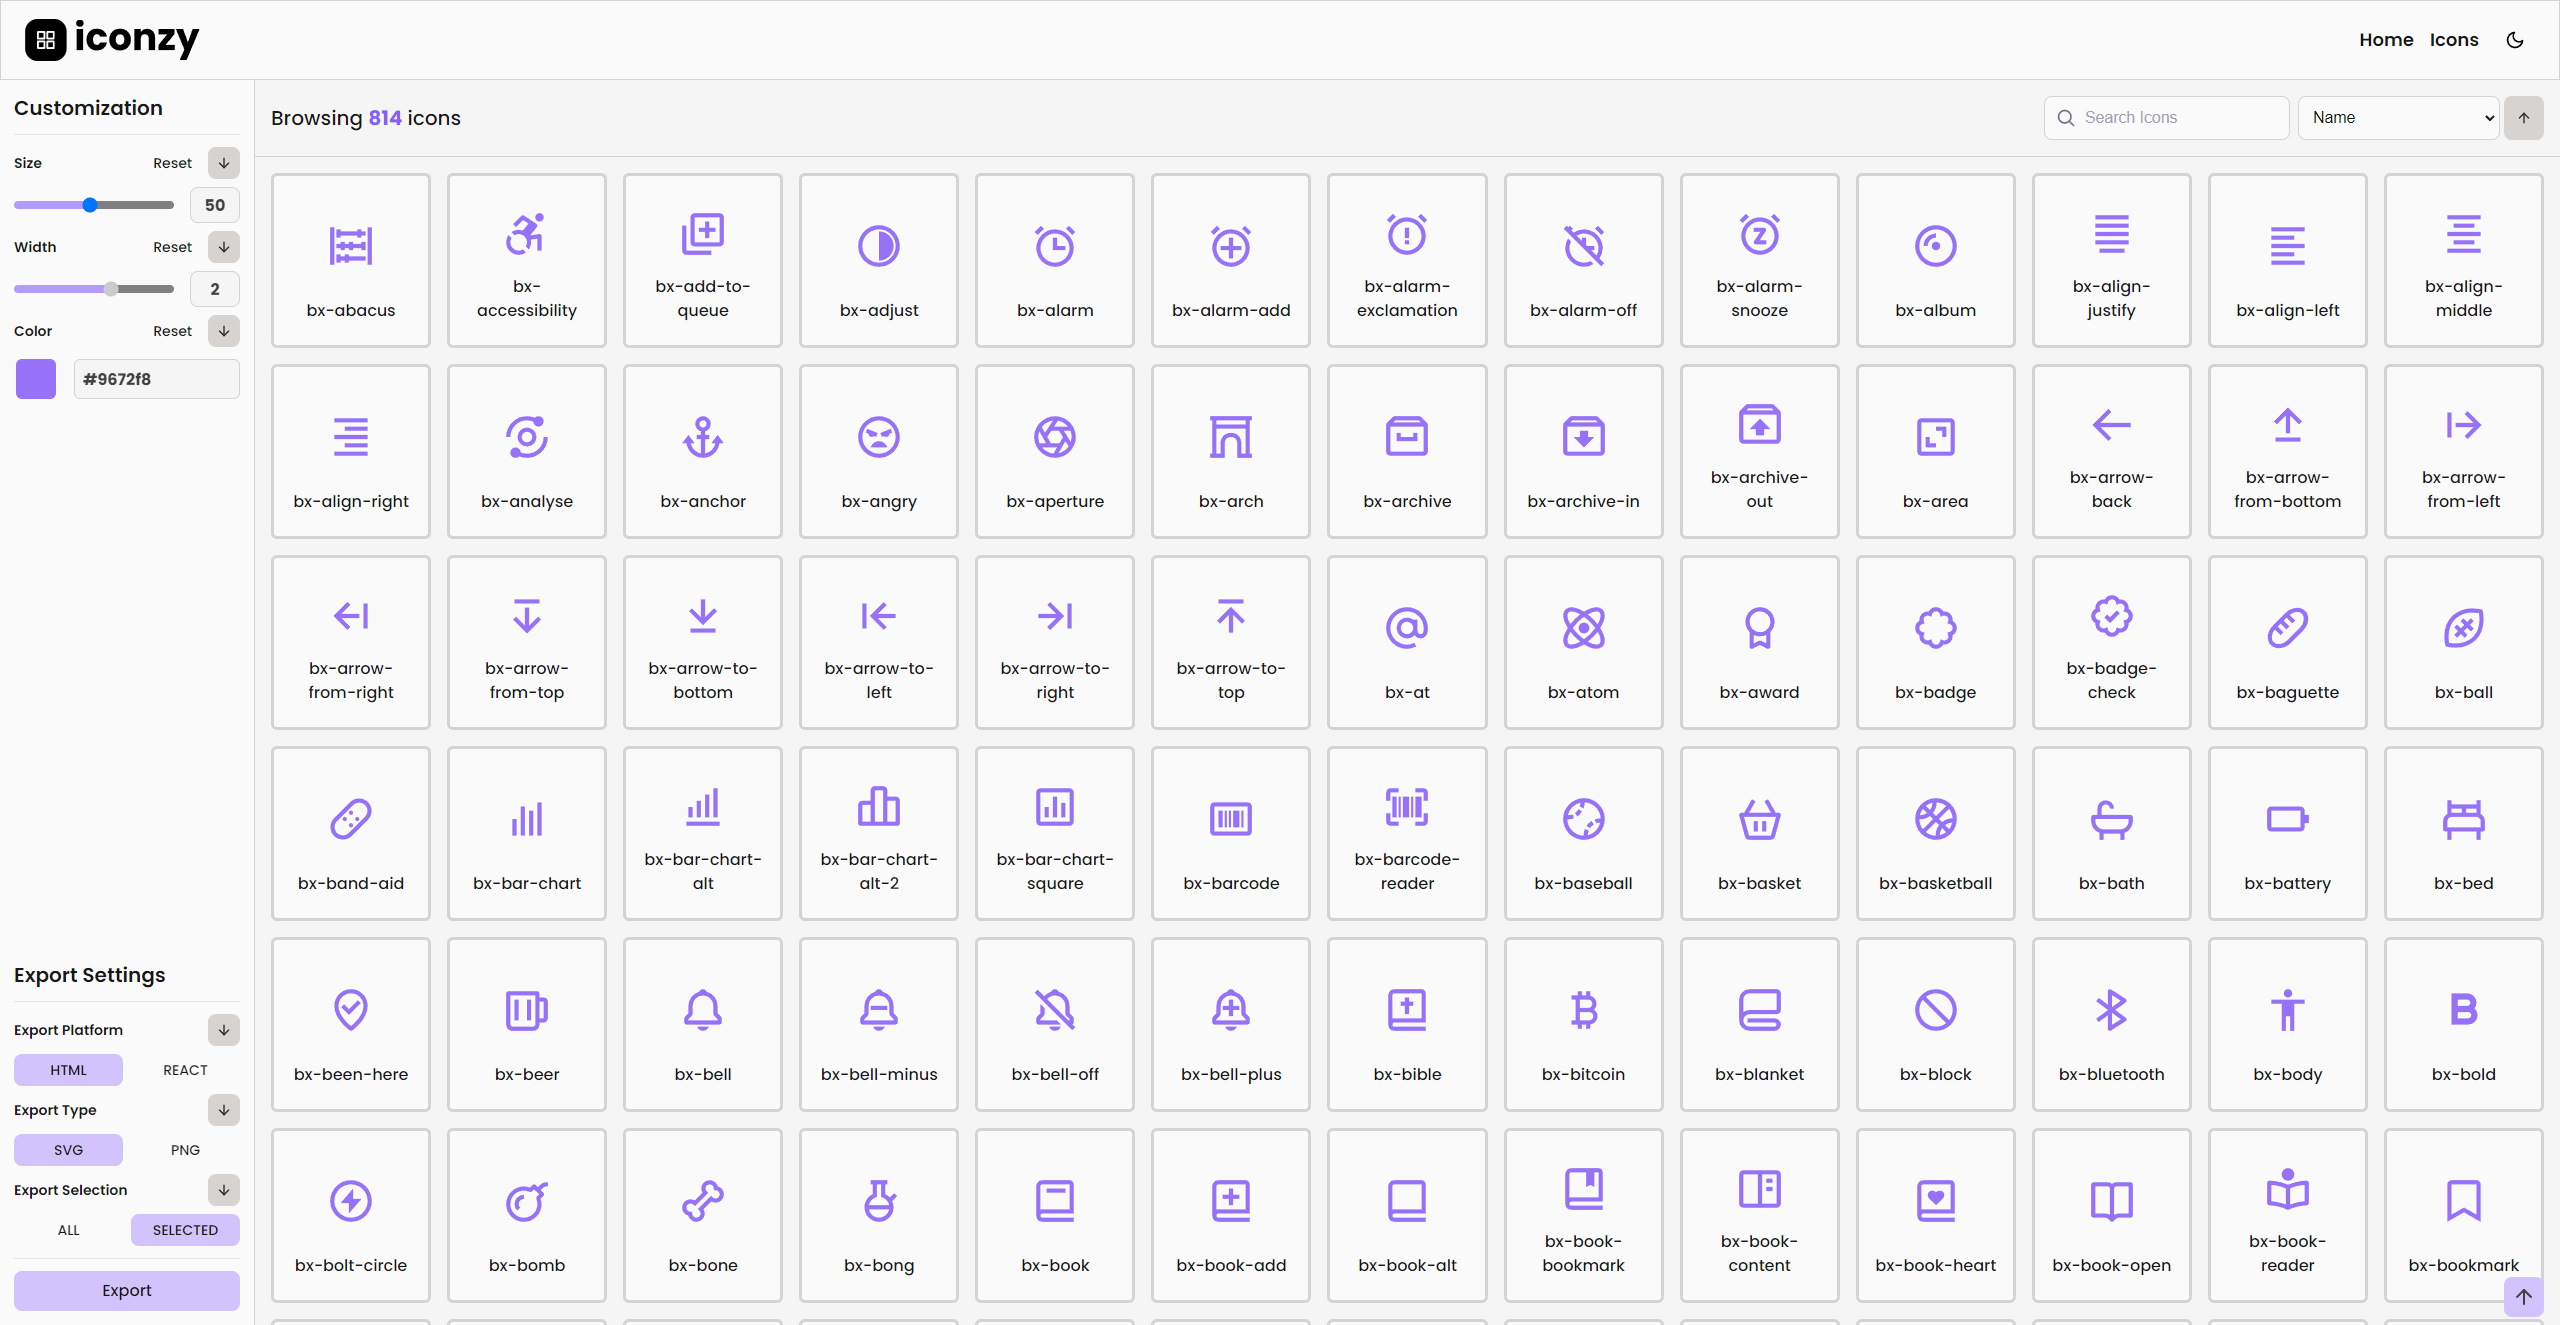 iconzy
Home Icons
Customization
Size Reset
50
Width Reset
2
Color Reset
#9672f8
Export Settings
Export Platform
HTML REACT
Export Type
SVG PNG
Export Selection
ALL SELECTED
Export
Browsing 814 icons
Search Icons
Name
bx-abacus
bx-
accessibility
bx-add-to-
queue
bx-adjust
bx-alarm
bx-alarm-add
bx-alarm-
exclamation
bx-alarm-off
bx-alarm-
snooze
bx-album
bx-align-
justify
bx-align-left
bx-align-
middle
bx-align-right
bx-analyse
bx-anchor
bx-angry
bx-aperture
bx-arch
bx-archive
bx-archive-in
bx-archive-
out
bx-area
bx-arrow-
back
bx-arrow-
from-bottom
bx-arrow-
from-left
bx-arrow-
from-right
bx-arrow-
from-top
bx-arrow-to-
bottom
bx-arrow-to-
left
bx-arrow-to-
right
bx-arrow-to-
top
bx-at
bx-atom
bx-award
bx-badge
bx-badge-
check
bx-baguette
bx-ball
bx-band-aid
bx-bar-chart
bx-bar-chart-
alt
bx-bar-chart-
alt-2
bx-bar-chart-
square
bx-barcode
bx-barcode-
reader
bx-baseball
bx-basket
bx-basketball
bx-bath
bx-battery
bx-bed
bx-been-here
bx-beer
bx-bell
bx-bell-minus
bx-bell-off
bx-bell-plus
bx-bible
bx-bitcoin
bx-blanket
bx-block
bx-bluetooth
bx-body
bx-bold
bx-bolt-circle
bx-bomb
bx-bone
bx-bong
bx-book
bx-book-add
bx-book-alt
bx-book-
bookmark
bx-book-
content
bx-book-heart
bx-book-open
bx-book-
reader
bx-bookmark